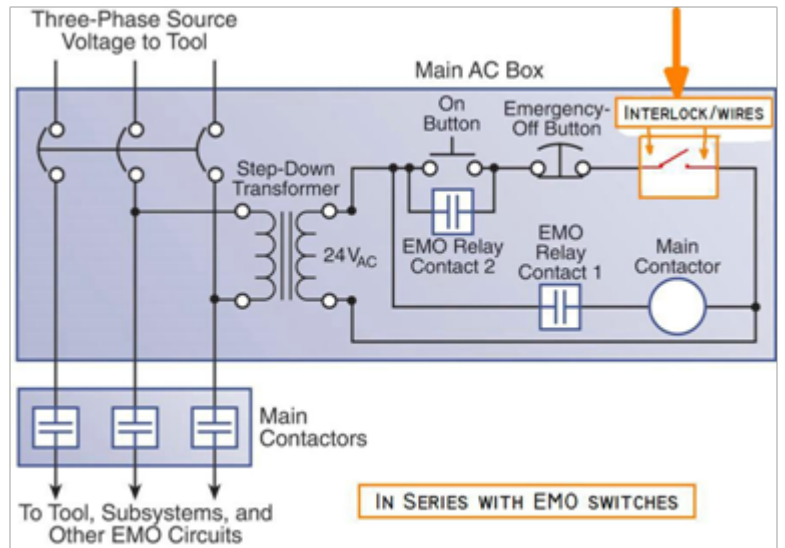 Three-Phase Source
Voltage to Tool
Main AC Box
On
Button
Emergency-
Off Button
INTERLOCK/WIRES
Step-Down
Transformer
24VAC
EMO Relay
Contact 2
EMO
Relay
Contact 1
Main
Contactor
Main
Contactors
IN SERIES WITH EMO SWITCHES
To Tool, Subsystems, and
Other EMO Circuits